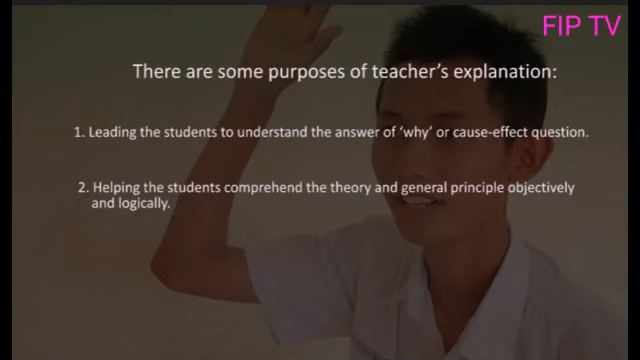 FIP TV
There are some purposes of teacher’s explanation:
1. Leading the students to understand the answer of ‘why’ or cause-effect question.
2. Helping the students comprehend the theory and general principle objectively
and logically.